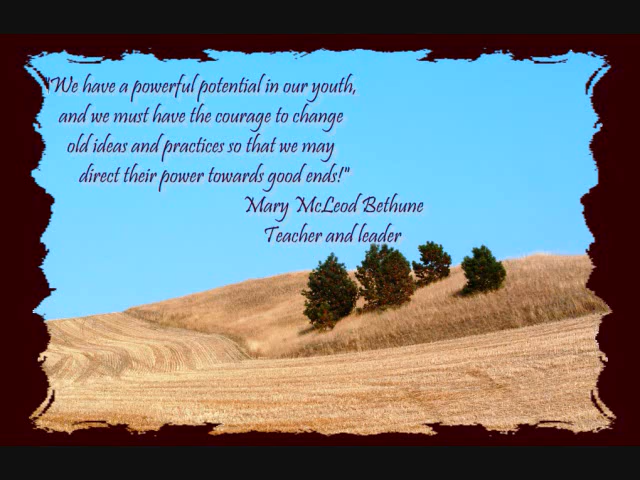 "We have a powerful potential in our youth,
and we must have the courage to change
old ideas and practices so that we may
direct their power towards good ends!"
Mary McLeod Bethune
Teacher and leader